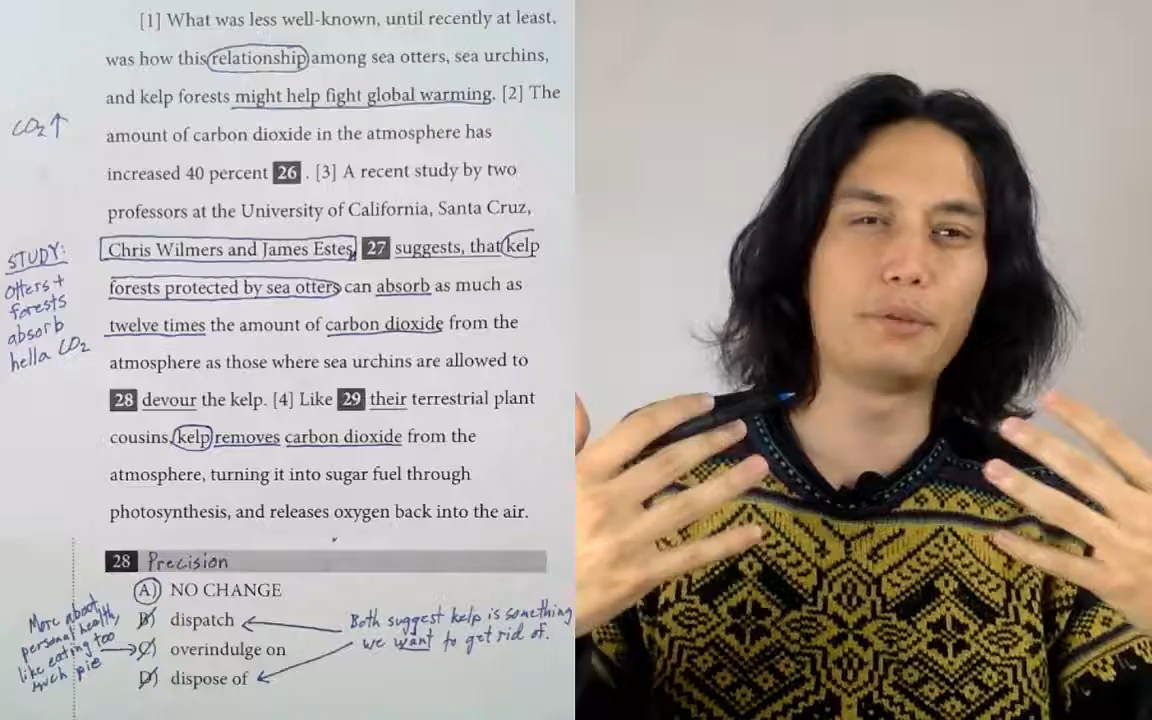 [1] What was less well-known, until recently at least,
was how this relationship among sea otters, sea urchins,
and kelp forests might help fight global warming. [2] The
amount of carbon dioxide in the atmosphere has
increased 40 percent 26 . [3] A recent study by two
professors at the University of California, Santa Cruz,
Chris Wilmers and James Estes, 27 suggests, that kelp
forests protected by sea otters can absorb as much as
twelve times the amount of carbon dioxide from the
atmosphere as those where sea urchins are allowed to
28 devour the kelp. [4] Like 29 their terrestrial plant
cousins, kelp removes carbon dioxide from the
atmosphere, turning it into sugar fuel through
photosynthesis, and releases oxygen back into the air.
CO2↑
STUDY:
Otters +
forests
absorb
hella CO2
28 Precision
A) NO CHANGE
B) dispatch
C) overindulge on
D) dispose of
More about
personal health,
like eating too
much pie
Both suggest kelp is something
we want to get rid of.